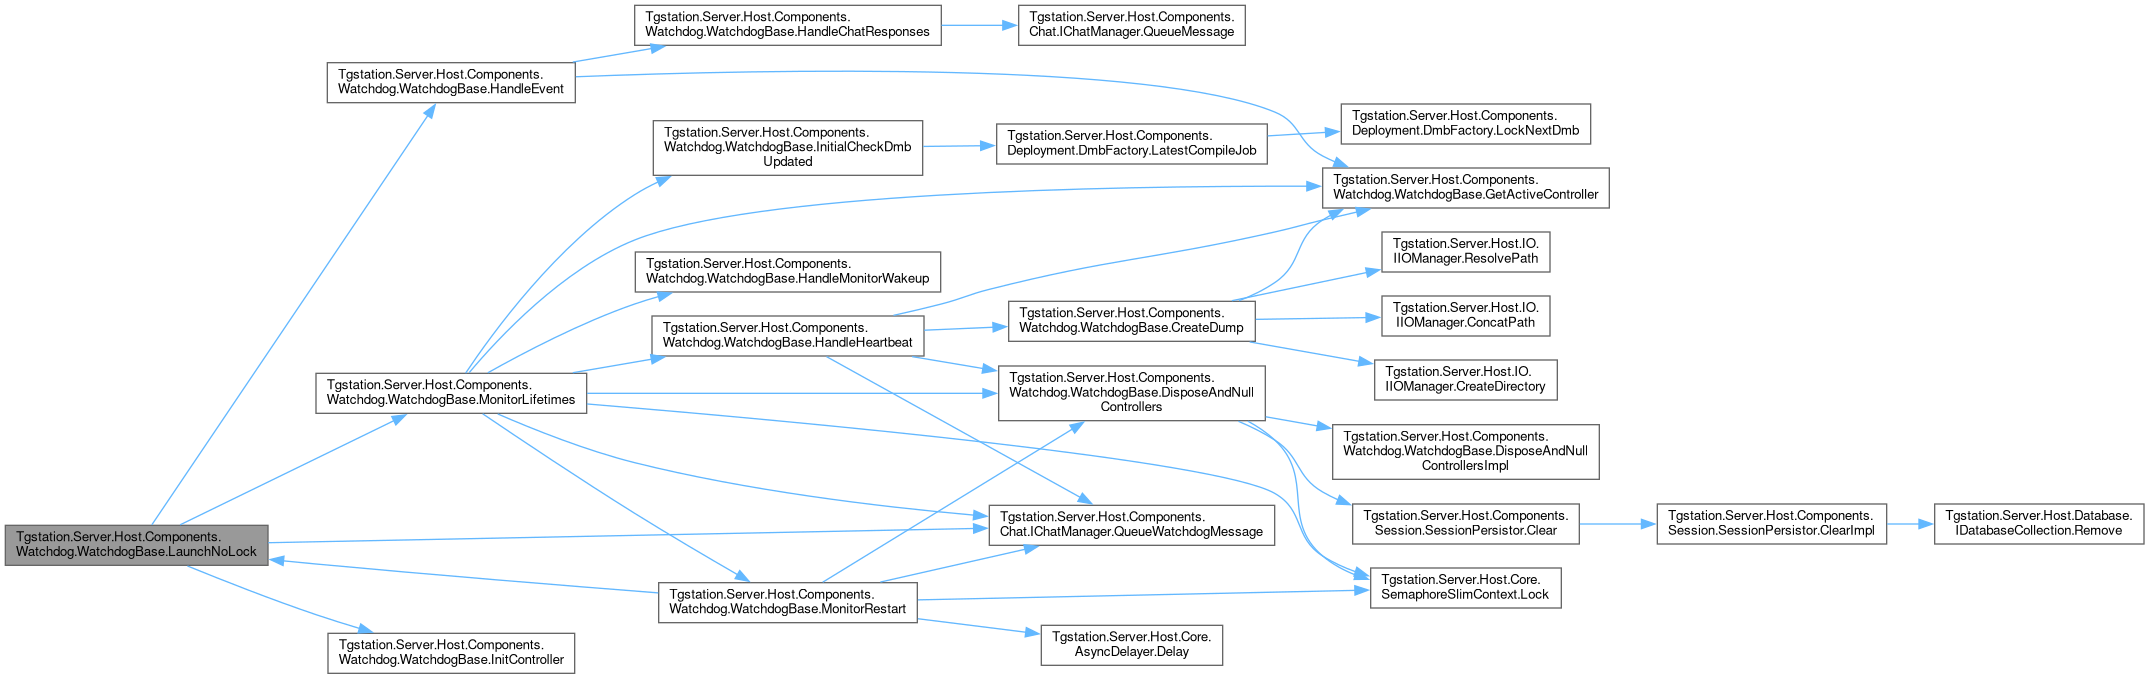 Tgstation.Server.Host.Components.
Watchdog.WatchdogBase.LaunchNoLock
Tgstation.Server.Host.Components.
Watchdog.WatchdogBase.HandleEvent
Tgstation.Server.Host.Components.
Watchdog.WatchdogBase.MonitorLifetimes
Tgstation.Server.Host.Components.
Watchdog.WatchdogBase.InitController
Tgstation.Server.Host.Components.
Watchdog.WatchdogBase.HandleChatResponses
Tgstation.Server.Host.Components.
Watchdog.WatchdogBase.InitialCheckDmb
Updated
Tgstation.Server.Host.Components.
Watchdog.WatchdogBase.HandleMonitorWakeup
Tgstation.Server.Host.Components.
Watchdog.WatchdogBase.HandleHeartbeat
Tgstation.Server.Host.Components.
Watchdog.WatchdogBase.MonitorRestart
Tgstation.Server.Host.Components.
Chat.IChatManager.QueueMessage
Tgstation.Server.Host.Components.
Deployment.DmbFactory.LatestCompileJob
Tgstation.Server.Host.Components.
Watchdog.WatchdogBase.CreateDump
Tgstation.Server.Host.Components.
Watchdog.WatchdogBase.DisposeAndNull
Controllers
Tgstation.Server.Host.Components.
Chat.IChatManager.QueueWatchdogMessage
Tgstation.Server.Host.Core.
AsyncDelayer.Delay
Tgstation.Server.Host.Components.
Deployment.DmbFactory.LockNextDmb
Tgstation.Server.Host.Components.
Watchdog.WatchdogBase.GetActiveController
Tgstation.Server.Host.IO.
IIOManager.ResolvePath
Tgstation.Server.Host.IO.
IIOManager.ConcatPath
Tgstation.Server.Host.IO.
IIOManager.CreateDirectory
Tgstation.Server.Host.Components.
Watchdog.WatchdogBase.DisposeAndNull
ControllersImpl
Tgstation.Server.Host.Components.
Session.SessionPersistor.Clear
Tgstation.Server.Host.Core.
SemaphoreSlimContext.Lock
Tgstation.Server.Host.Components.
Session.SessionPersistor.ClearImpl
Tgstation.Server.Host.Database.
IDatabaseCollection.Remove